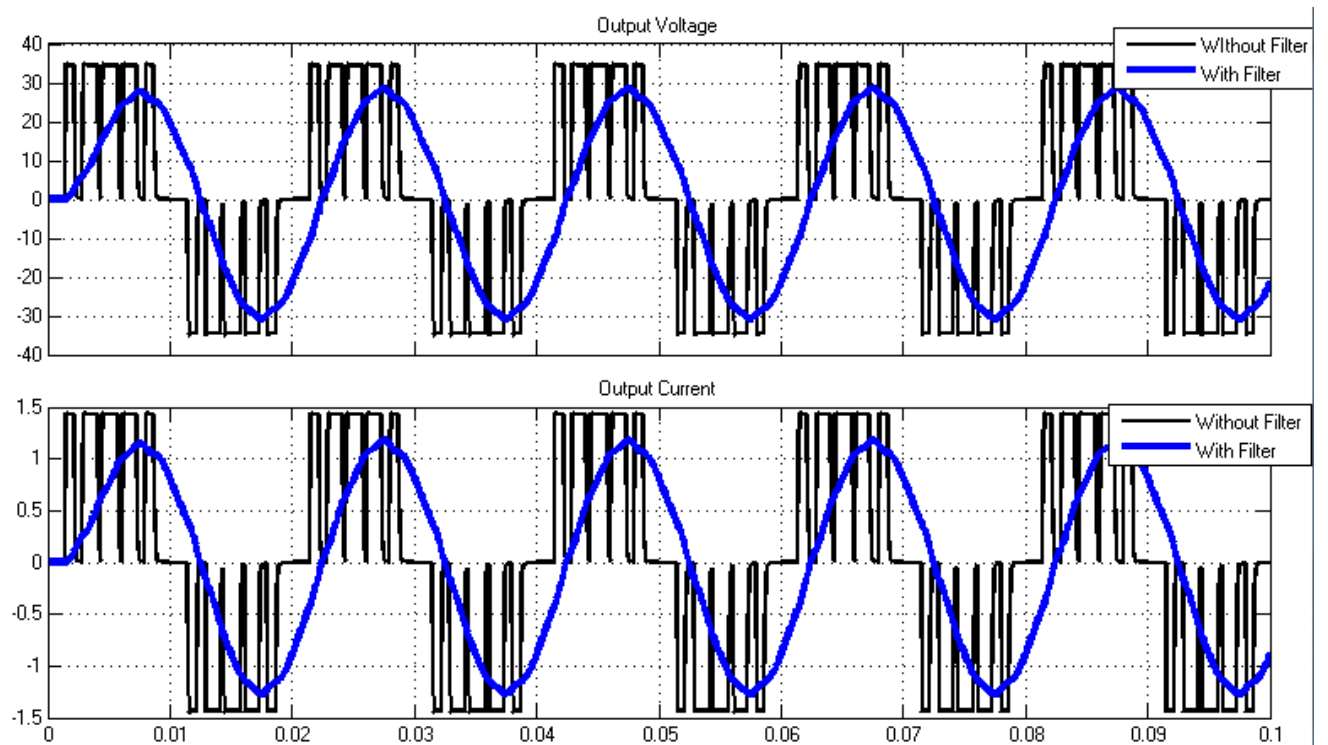 Output Voltage
40
30
20
10
0
-10
-20
-30
-40
WIthout Filter
With Filter
Output Current
1.5
1
0.5
0
-0.5
-1
-1.5
Without Filter
With Filter
0 0.01 0.02 0.03 0.04 0.05 0.06 0.07 0.08 0.09 0.1